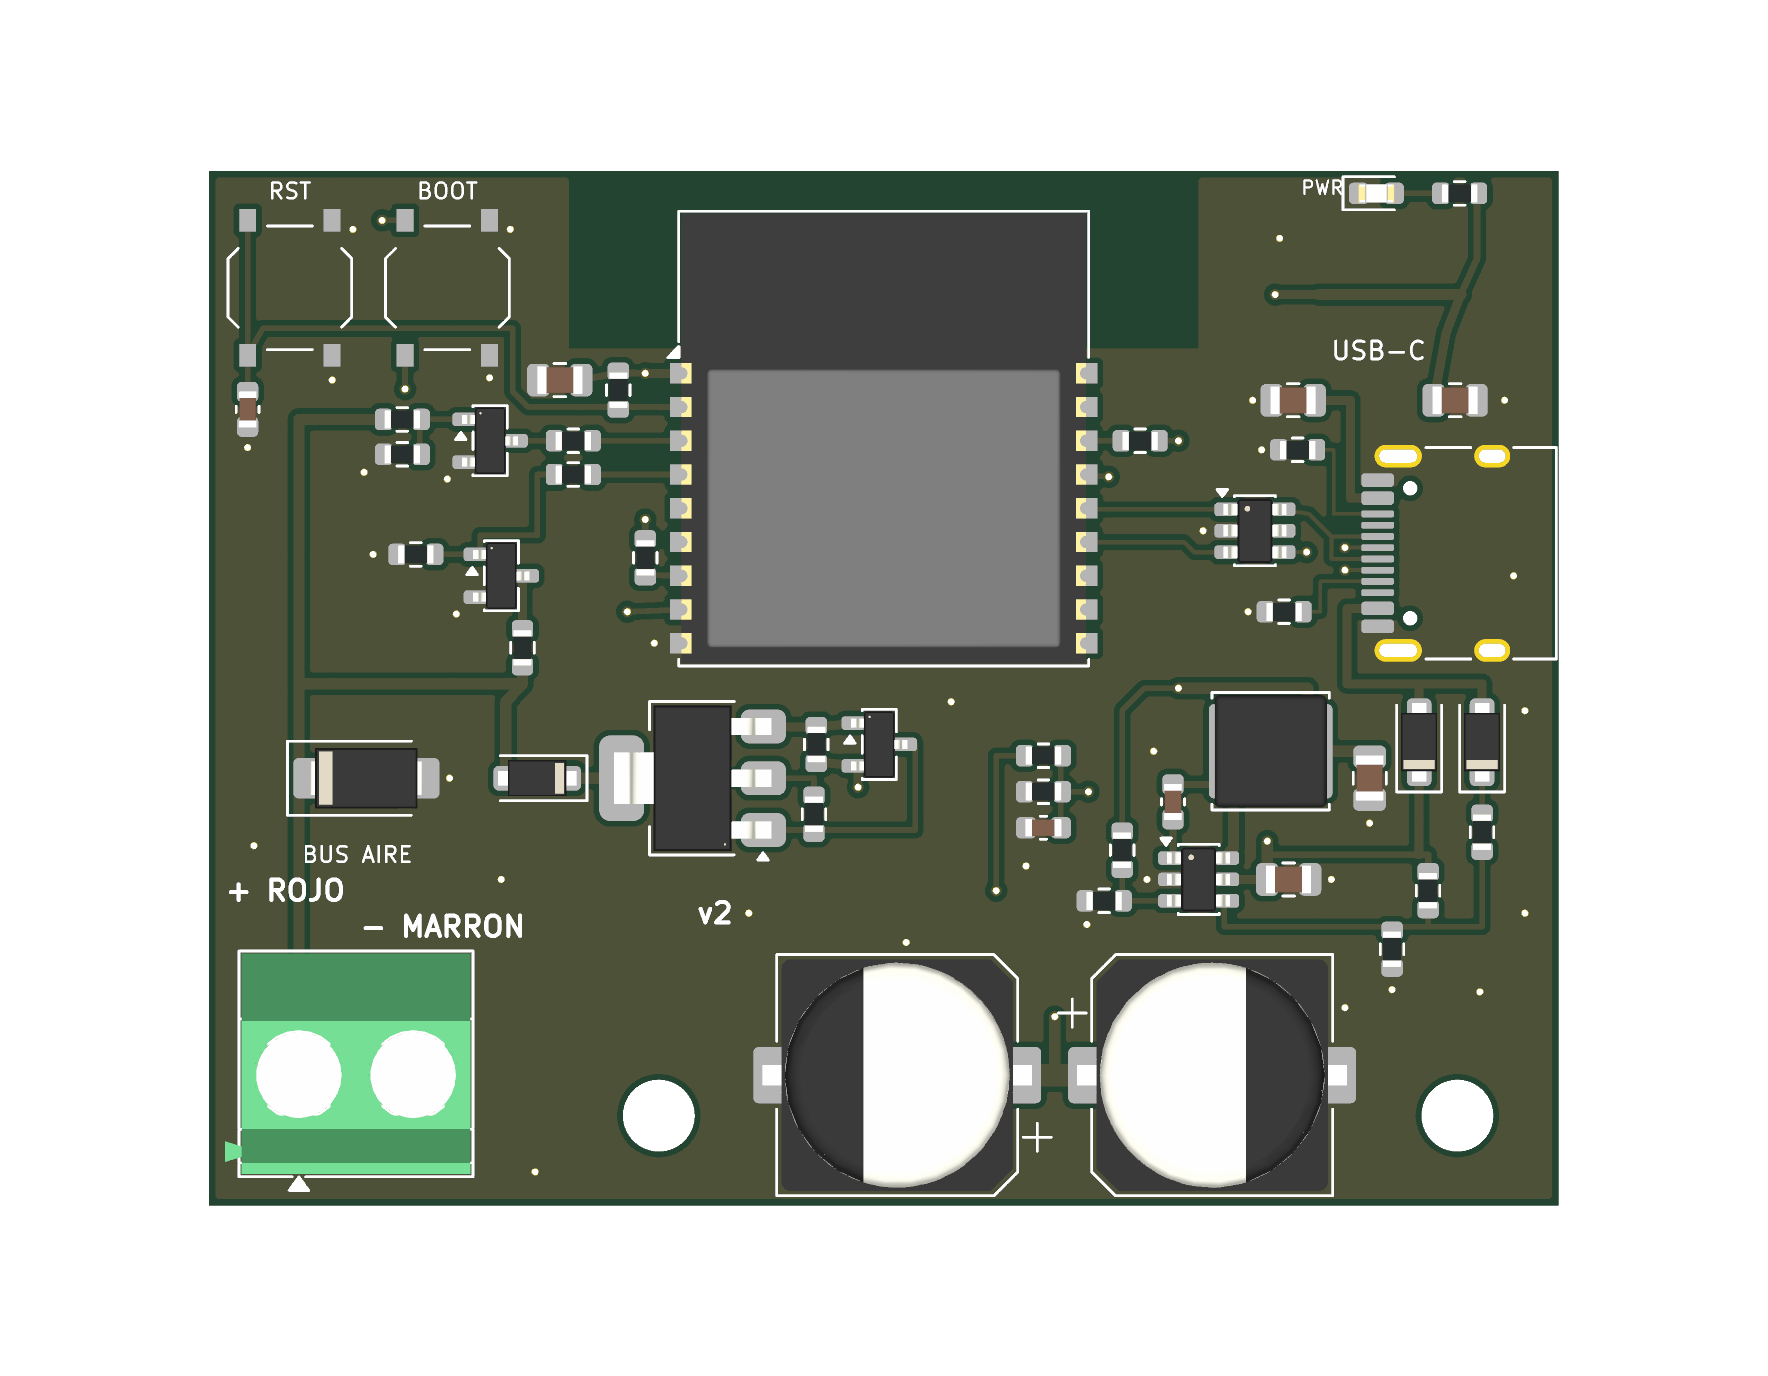 RST
BOOT
PWR
USB-C
BUS AIRE
+ ROJO
- MARRON
v2
+
+